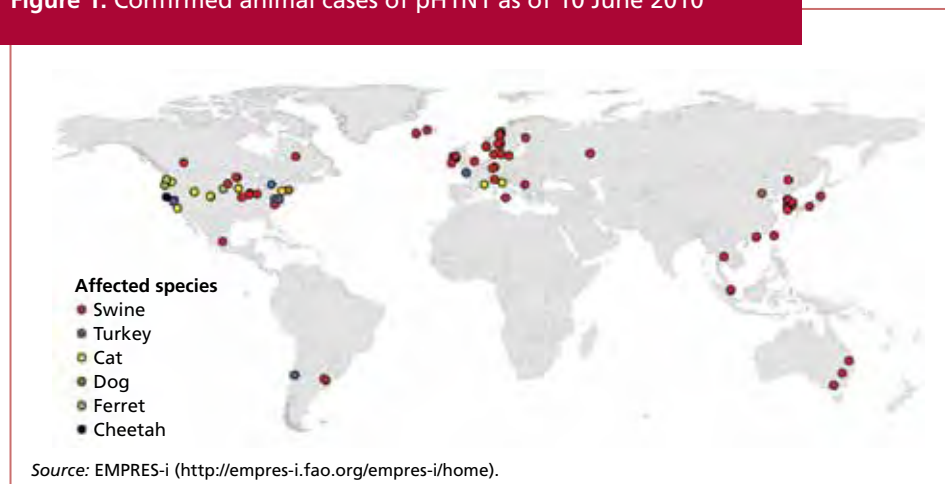 Figure 1. Confirmed animal cases of pH1N1 as of 10 June 2010
Affected species
Swine
Turkey
Cat
Dog
Ferret
Cheetah
Source: EMPRES-i (http://empres-i.fao.org/empres-i/home).